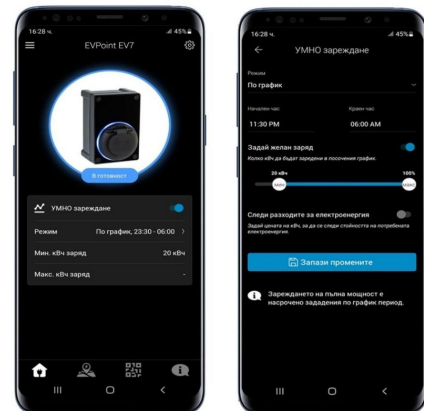 16:28 ч.
45%
EVPoint EV7
В готовност
УМНО зареждане
Режим
По график, 23:30 - 06:00
Мин. кВч заряд
20 кВч
Макс. кВч заряд
-
16:28 ч.
45%
УМНО зареждане
Режим
По график
Начален час
Краен час
11:30 PM
06:00 AM
Задай желан заряд
Колко кВч да бъдат заредени в посочения график.
20 кВч
100%
МИН
МАКС
Следи разходите за електроенергия
Задай цената на кВч, за да се следи стойността на потребената
електроенергия.
Запази промените
Зареждането на пълна мощност е
насрочено зададения по график период.